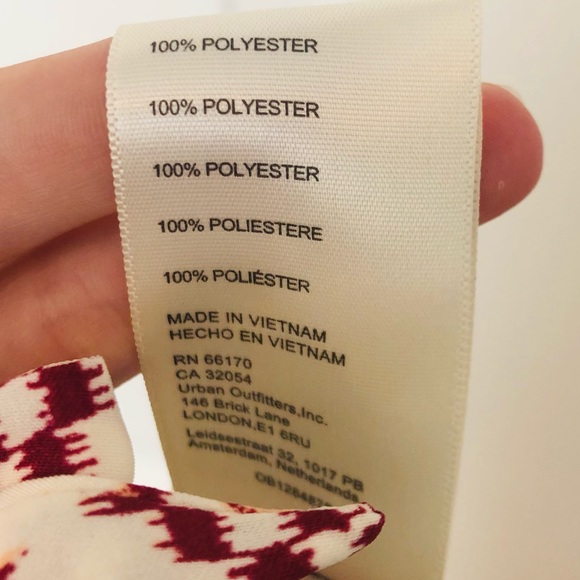 100% POLYESTER
100% POLYESTER
100% POLYESTER
100% POLIESTERE
100% POLIÉSTER
MADE IN VIETNAM
HECHO EN VIETNAM
RN 66170
CA 32054
Urban Outfitters,Inc.
146 Brick Lane
LONDON,E1 6RU
Leidsestraat 32, 1017 PB
Amsterdam, Netherlands